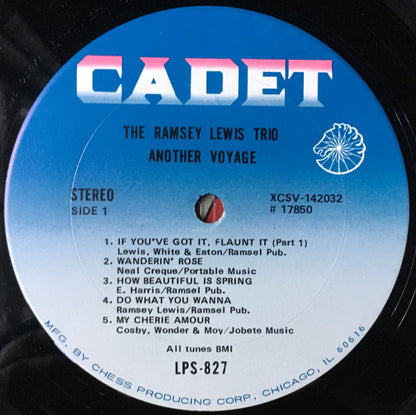 CADET
THE RAMSEY LEWIS TRIO
ANOTHER VOYAGE
STEREO
SIDE 1
XCSV-142032
# 17850
1. IF YOU'VE GOT IT, FLAUNT IT (Part 1)
Lewis, White & Eaton/Ramsel Pub.
2. WANDERIN' ROSE
Neal Creque/Portable Music
3. HOW BEAUTIFUL IS SPRING
E. Harris/Ramsel Pub.
4. DO WHAT YOU WANNA
Ramsey Lewis/Ramsel Pub.
5. MY CHERIE AMOUR
Cosby, Wonder & Moy/Jobete Music
All tunes BMI
LPS-827
MFG. BY CHESS PRODUCING CORP. CHICAGO, IL 60616